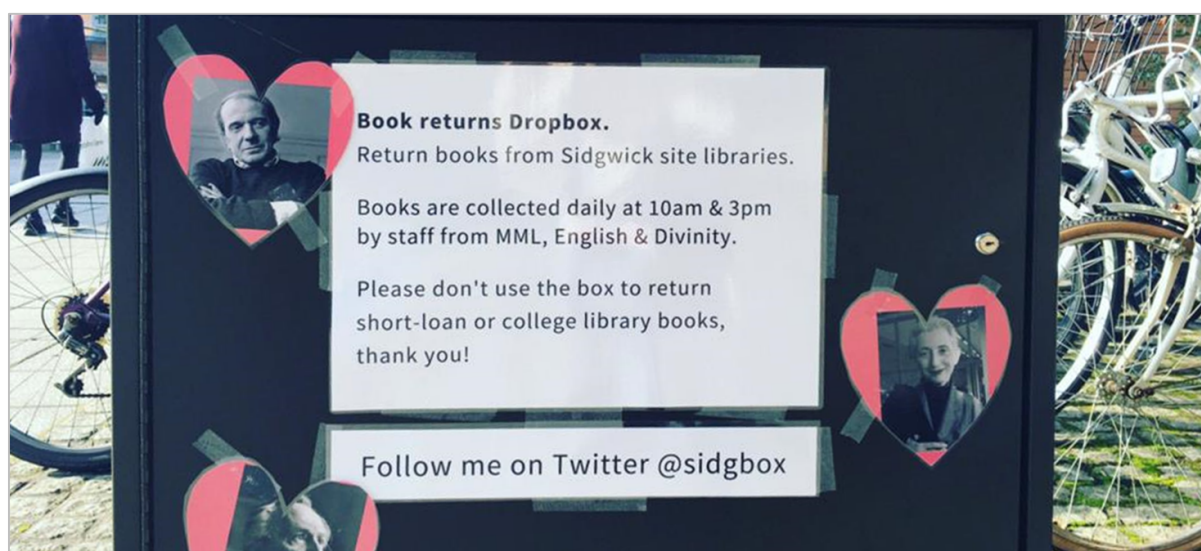 Book returns Dropbox.
Return books from Sidgwick site libraries.
Books are collected daily at 10am & 3pm
by staff from MML, English & Divinity.
Please don't use the box to return
short-loan or college library books,
thank you!
Follow me on Twitter @sidgbox